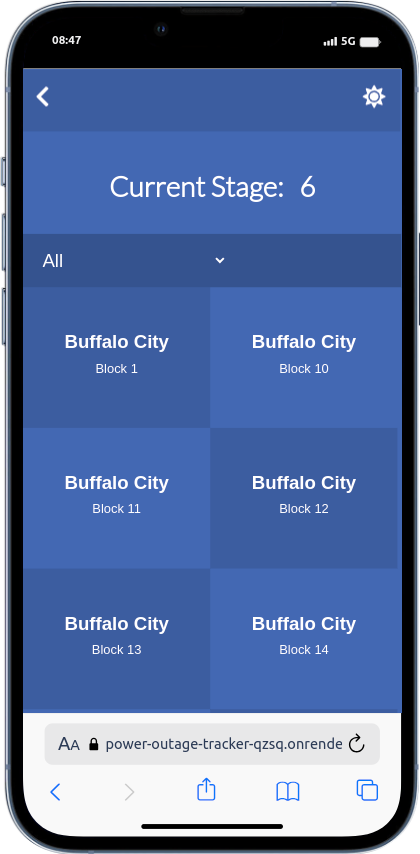 08:47
5G
Current Stage: 6
All
Buffalo City
Block 1
Buffalo City
Block 10
Buffalo City
Block 11
Buffalo City
Block 12
Buffalo City
Block 13
Buffalo City
Block 14
AA power-outage-tracker-qzsq.onrende